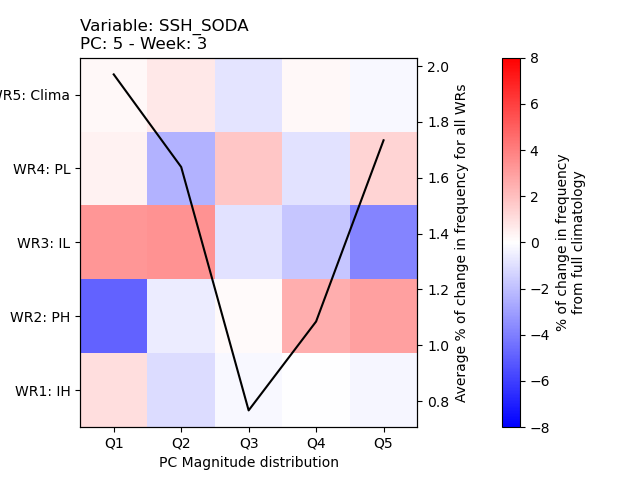 Variable: SSH_SODA
PC: 5 - Week: 3
WR5: Clima
WR4: PL
WR3: IL
WR2: PH
WR1: IH
Q1 Q2 Q3 Q4 Q5
PC Magnitude distribution
2.0
1.8
1.6
1.4
1.2
1.0
0.8
Average % of change in frequency for all WRs
8
6
4
2
0
−2
−4
−6
−8
% of change in frequency
from full climatology